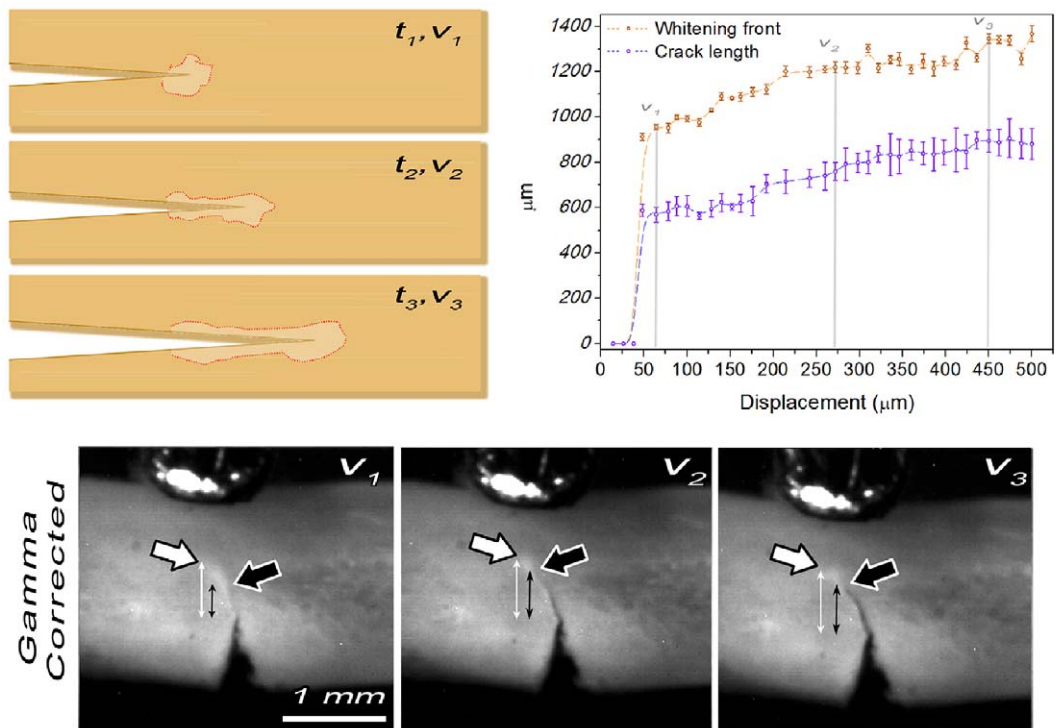 t1, v1
t2, v2
t3, v3
Whitening front
Crack length
v1
v2
v3
1400
1200
1000
800
600
400
200
0
μm
0 50 100 150 200 250 300 350 400 450 500
Displacement (μm)
Gamma
Corrected
v1
v2
v3
1 mm